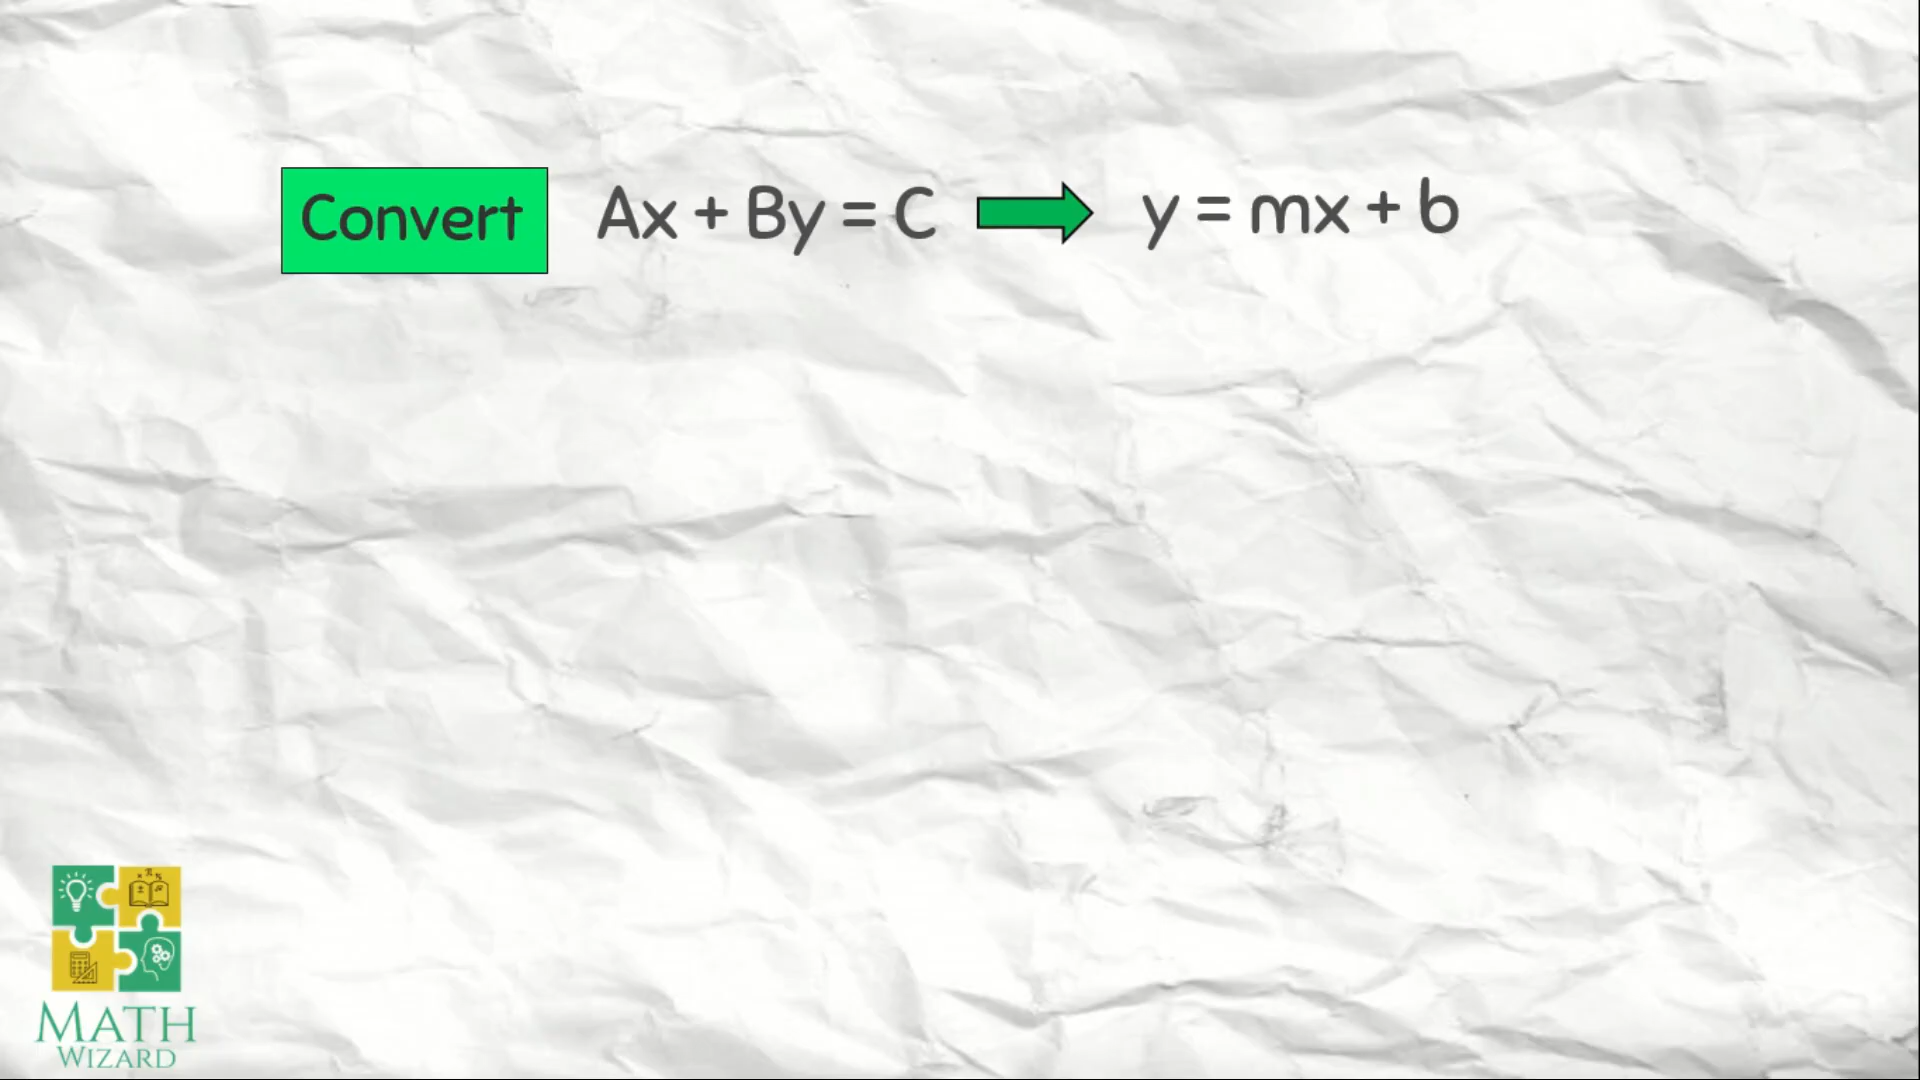 Convert Ax + By = C y = mx + b
MATH
WIZARD